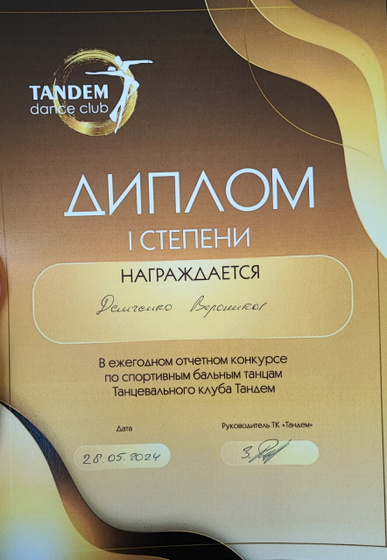 TANDEM
dance club
ДИПЛОМ
I СТЕПЕНИ
НАГРАЖДАЕТСЯ
Демченко Вероника
В ежегодном отчетном конкурсе
по спортивным бальным танцам
Танцевального клуба Тандем
Дата
Руководитель ТК «Тандем»
28.05.2024